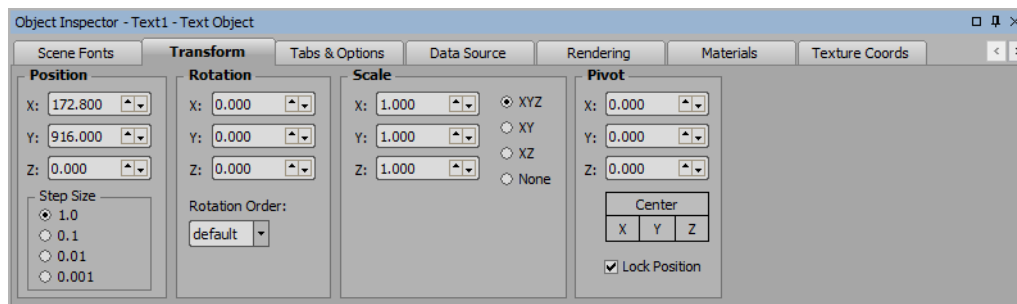 Object Inspector - Text1 - Text Object
Scene Fonts Transform Tabs & Options Data Source Rendering Materials Texture Coords
Position
X: 172.800
Y: 916.000
Z: 0.000
Step Size
1.0
0.1
0.01
0.001
Rotation
X: 0.000
Y: 0.000
Z: 0.000
Rotation Order:
default
Scale
X: 1.000
Y: 1.000
Z: 1.000
XYZ
XY
XZ
None
Pivot
X: 0.000
Y: 0.000
Z: 0.000
Center
X Y Z
Lock Position